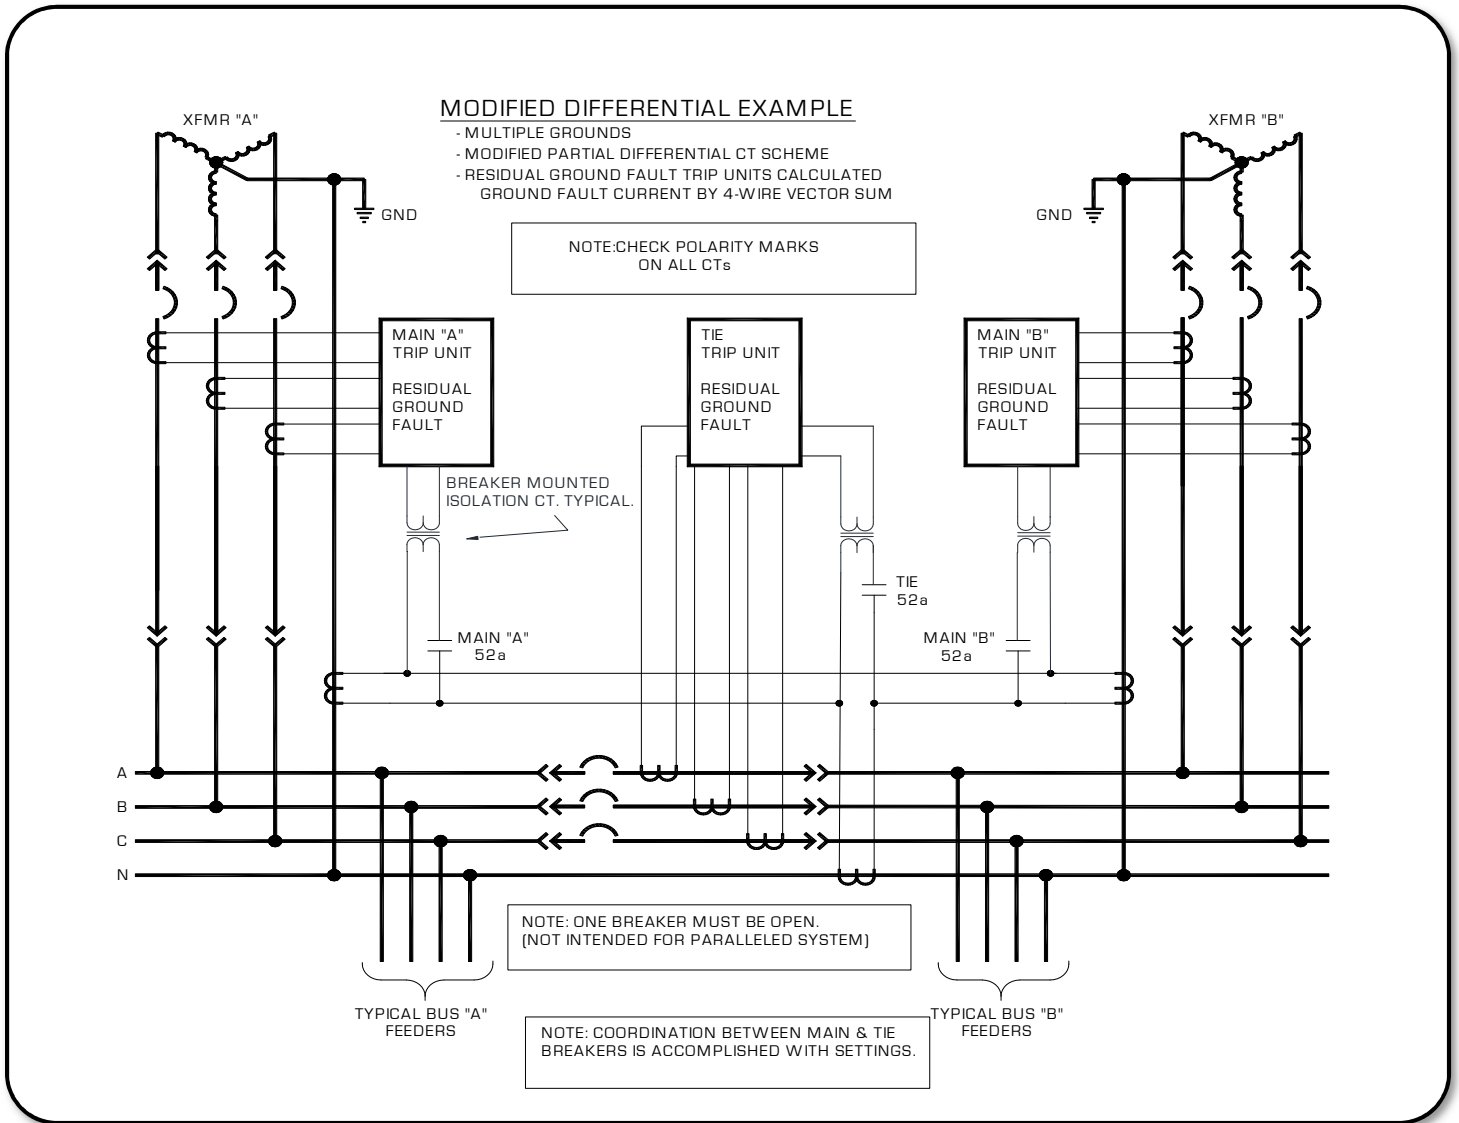 MODIFIED DIFFERENTIAL EXAMPLE
- MULTIPLE GROUNDS
- MODIFIED PARTIAL DIFFERENTIAL CT SCHEME
- RESIDUAL GROUND FAULT TRIP UNITS CALCULATED
GROUND FAULT CURRENT BY 4-WIRE VECTOR SUM
XFMR "A"
XFMR "B"
GND
GND
NOTE:CHECK POLARITY MARKS
ON ALL CTs
MAIN "A"
TRIP UNIT
RESIDUAL
GROUND
FAULT
TIE
TRIP UNIT
RESIDUAL
GROUND
FAULT
MAIN "B"
TRIP UNIT
RESIDUAL
GROUND
FAULT
BREAKER MOUNTED
ISOLATION CT. TYPICAL.
TIE
52a
MAIN "A"
52a
MAIN "B"
52a
A
B
C
N
NOTE: ONE BREAKER MUST BE OPEN.
(NOT INTENDED FOR PARALLELED SYSTEM)
TYPICAL BUS "A"
FEEDERS
TYPICAL BUS "B"
FEEDERS
NOTE: COORDINATION BETWEEN MAIN & TIE
BREAKERS IS ACCOMPLISHED WITH SETTINGS.